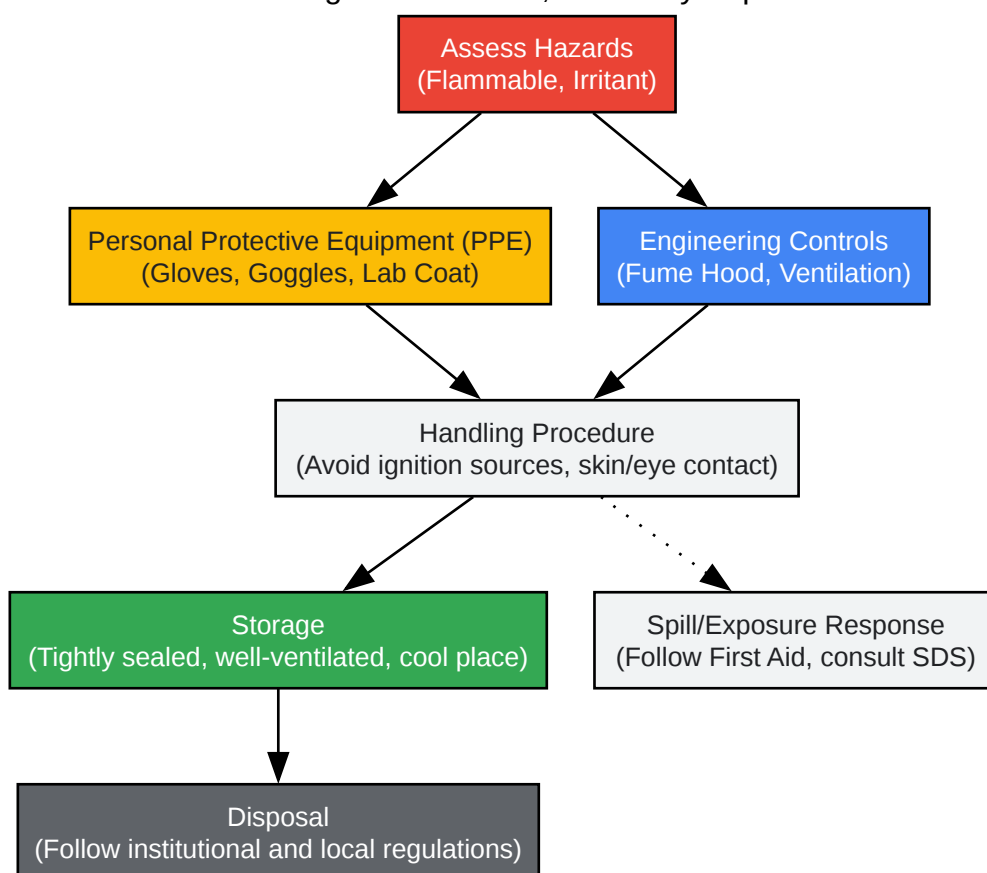 Assess Hazards
(Flammable, Irritant)
Personal Protective Equipment (PPE)
(Gloves, Goggles, Lab Coat)
Engineering Controls
(Fume Hood, Ventilation)
Handling Procedure
(Avoid ignition sources, skin/eye contact)
Storage
(Tightly sealed, well-ventilated, cool place)
Spill/Exposure Response
(Follow First Aid, consult SDS)
Disposal
(Follow institutional and local regulations)